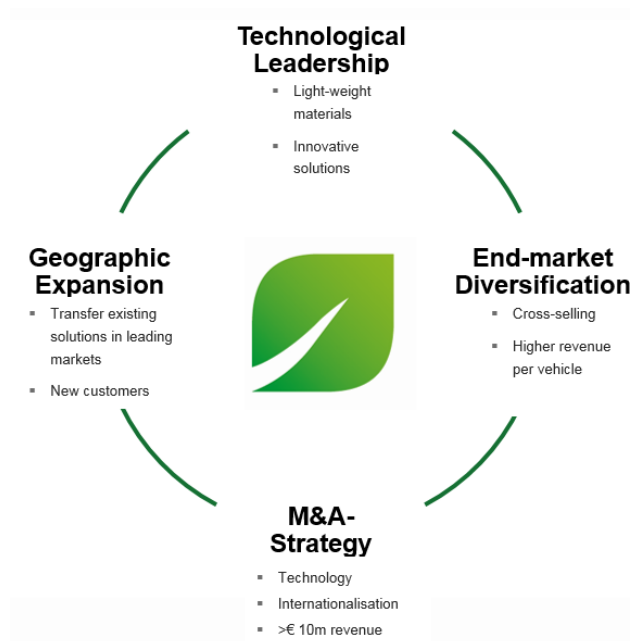 Technological
Leadership
▪ Light-weight
materials
▪ Innovative
solutions
Geographic
Expansion
▪ Transfer existing
solutions in leading
markets
▪ New customers
End-market
Diversification
▪ Cross-selling
▪ Higher revenue
per vehicle
M&A-
Strategy
▪ Technology
▪ Internationalisation
▪ >€ 10m revenue